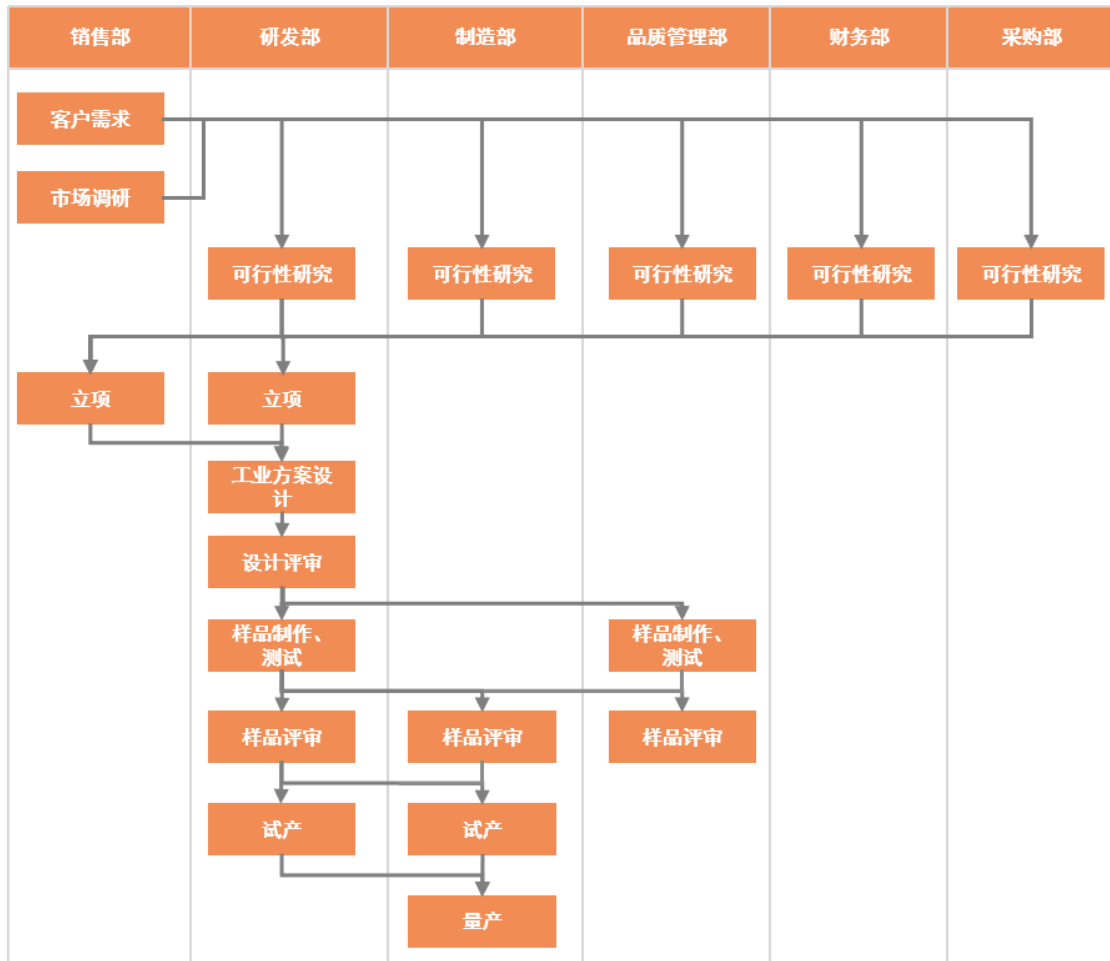 销售部
研发部
制造部
品质管理部
财务部
采购部
客户需求
市场调研
可行性研究
可行性研究
可行性研究
可行性研究
可行性研究
立项
立项
工业方案设
计
设计评审
样品制作、
测试
样品制作、
测试
样品评审
样品评审
样品评审
试产
试产
量产